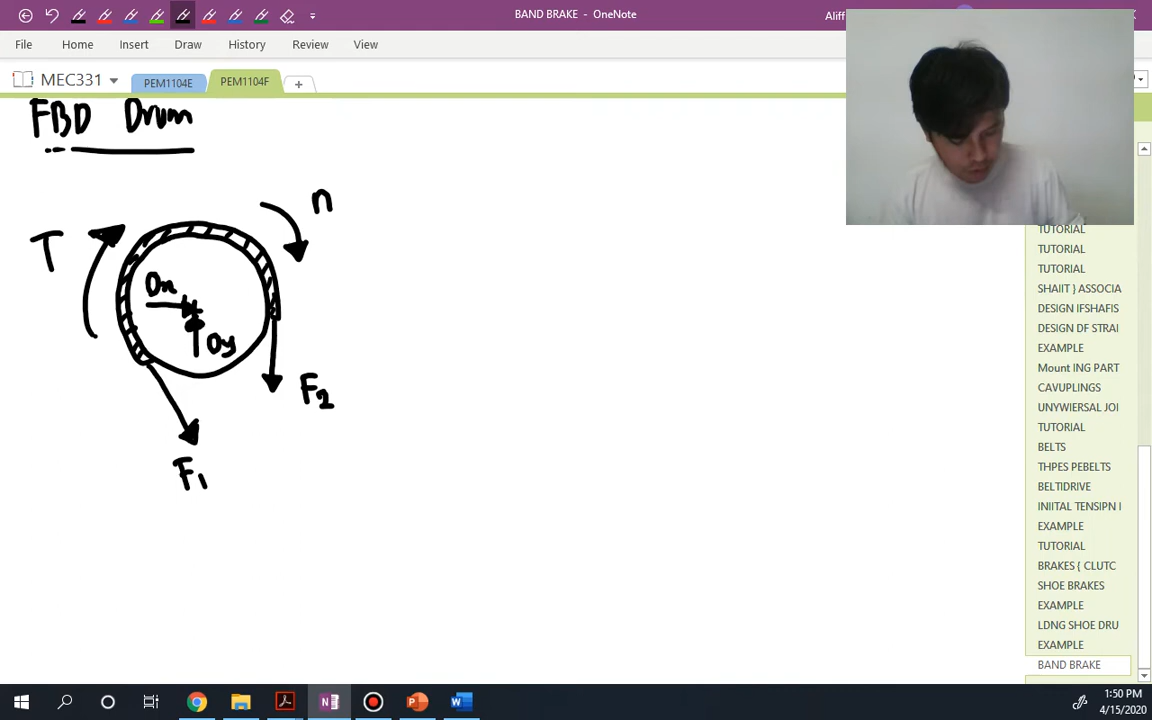 BAND BRAKE - OneNote
Aliff
File Home Insert Draw History Review View
MEC331
PEM1104E
PEM1104F
FBD Drum
n
T
Ox
Oy
F2
F1
TUTORIAL
TUTORIAL
TUTORIAL
SHAIIT } ASSOCIA
DESIGN IFSHAFIS
DESIGN DF STRAI
EXAMPLE
Mount ING PART
CAVUPLINGS
UNYWIERSAL JOI
TUTORIAL
BELTS
THPES PEBELTS
BELTIDRIVE
INIITAL TENSIPN I
EXAMPLE
TUTORIAL
BRAKES { CLUTC
SHOE BRAKES
EXAMPLE
LDNG SHOE DRU
EXAMPLE
BAND BRAKE
1:50 PM
4/15/2020